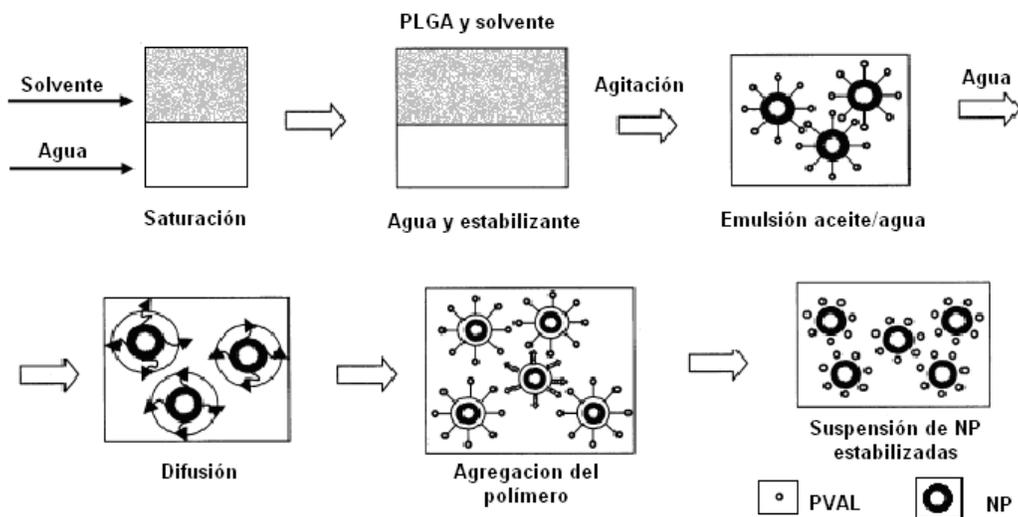 PLGA y solvente
Solvente
Agua
Agitación
Agua
Saturación
Agua y estabilizante
Emulsión aceite/agua
Difusión
Agregacion del
polímero
Suspensión de NP
estabilizadas
PVAL
NP